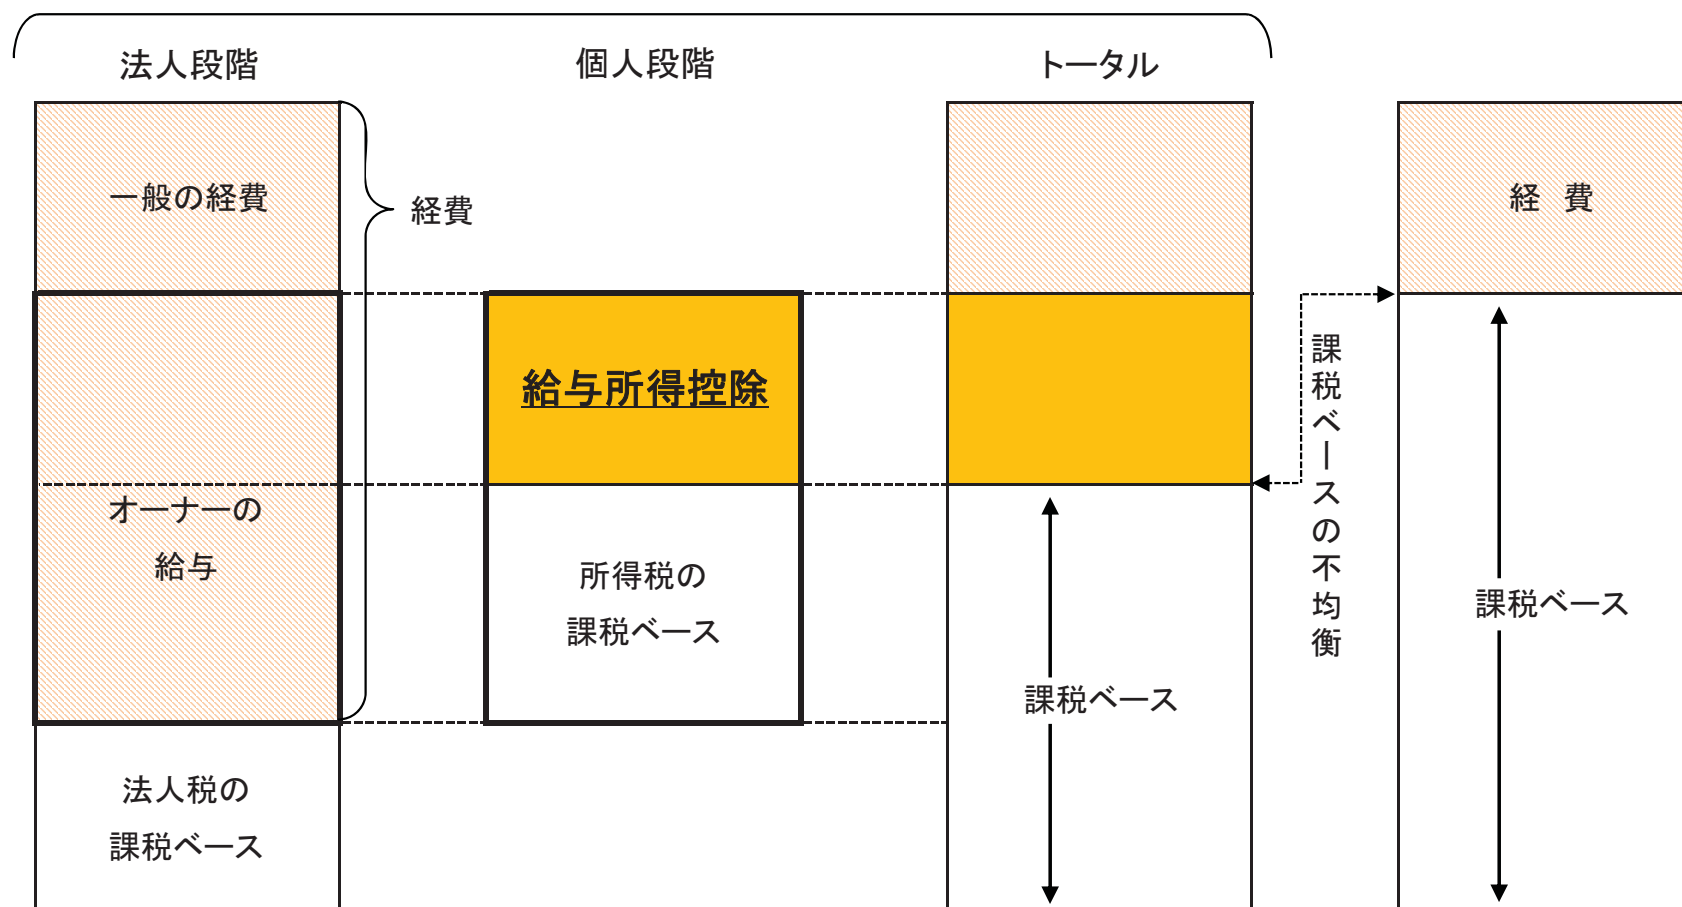 法人段階
個人段階
トータル
一般の経費
経費
経 費
給与所得控除
オーナーの
給与
所得税の
課税ベース
課税ベース
課税ベースの不均衡
課税ベース
法人税の
課税ベース